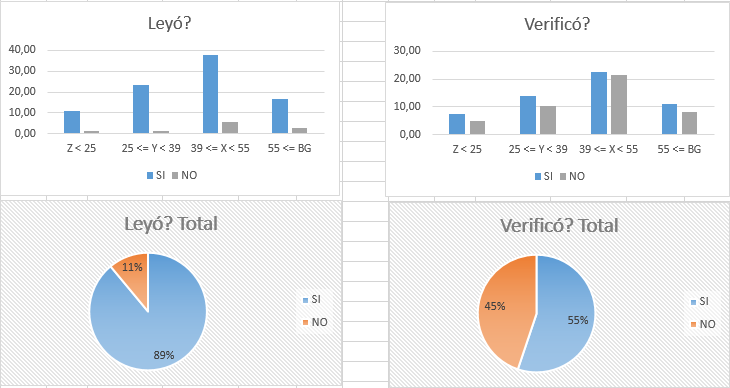 Leyó?
40,00
30,00
20,00
10,00
0,00
Z < 25
25 <= Y < 39
39 <= X < 55
55 <= BG
SI
NO
Verificó?
30,00
20,00
10,00
0,00
Z < 25
25 <= Y < 39
39 <= X < 55
55 <= BG
SI
NO
Leyó? Total
11%
89%
SI
NO
Verificó? Total
45%
55%
SI
NO